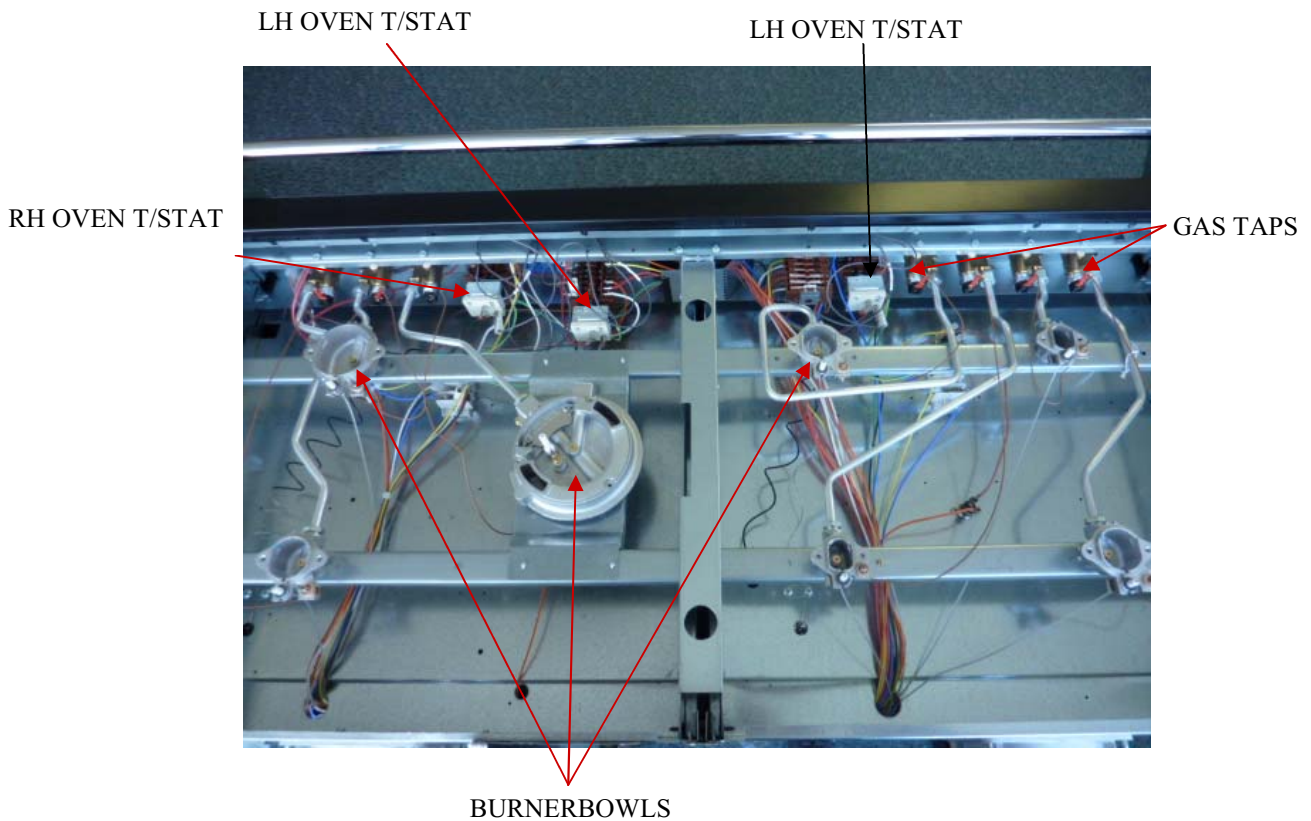 LH OVEN T/STAT
LH OVEN T/STAT
RH OVEN T/STAT
GAS TAPS
BURNERBOWLS